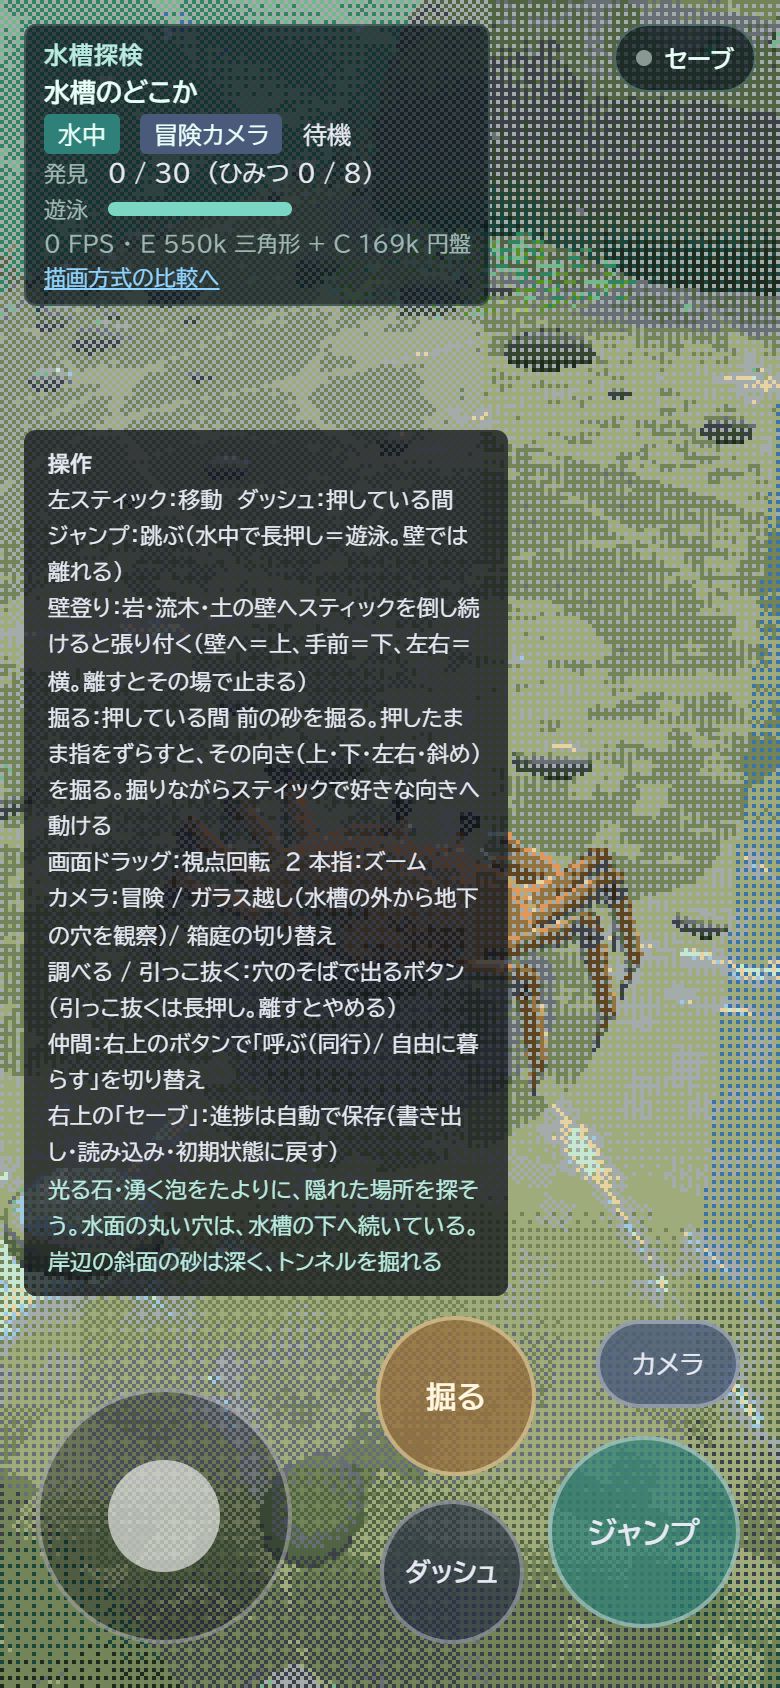 水槽探検
水槽のどこか
水中 冒険カメラ 待機
発見 0 / 30 (ひみつ 0 / 8)
遊泳
0 FPS・E 550k 三角形 + C 169k 円盤
描画方式の比較へ
セーブ
操作
左スティック：移動 ダッシュ：押している間
ジャンプ：跳ぶ（水中で長押し＝遊泳。壁では
離れる）
壁登り：岩・流木・土の壁へスティックを倒し続
けると張り付く（壁へ＝上、手前＝下、左右＝
横。離すとその場で止まる）
掘る：押している間 前の砂を掘る。押したま
ま指をずらすと、その向き（上・下・左右・斜め）
を掘る。掘りながらスティックで好きな向きへ
動ける
画面ドラッグ：視点回転 2 本指：ズーム
カメラ：冒険 / ガラス越し（水槽の外から地下
の穴を観察）/ 箱庭の切り替え
調べる / 引っこ抜く：穴のそばで出るボタン
（引っこ抜くは長押し。離すとやめる）
仲間：右上のボタンで「呼ぶ（同行）/ 自由に暮
らす」を切り替え
右上の「セーブ」：進捗は自動で保存（書き出
し・読み込み・初期状態に戻す）
光る石・湧く泡をたよりに、隠れた場所を探そ
う。水面の丸い穴は、水槽の下へ続いている。
岸辺の斜面の砂は深く、トンネルを掘れる
掘る
カメラ
ジャンプ
ダッシュ